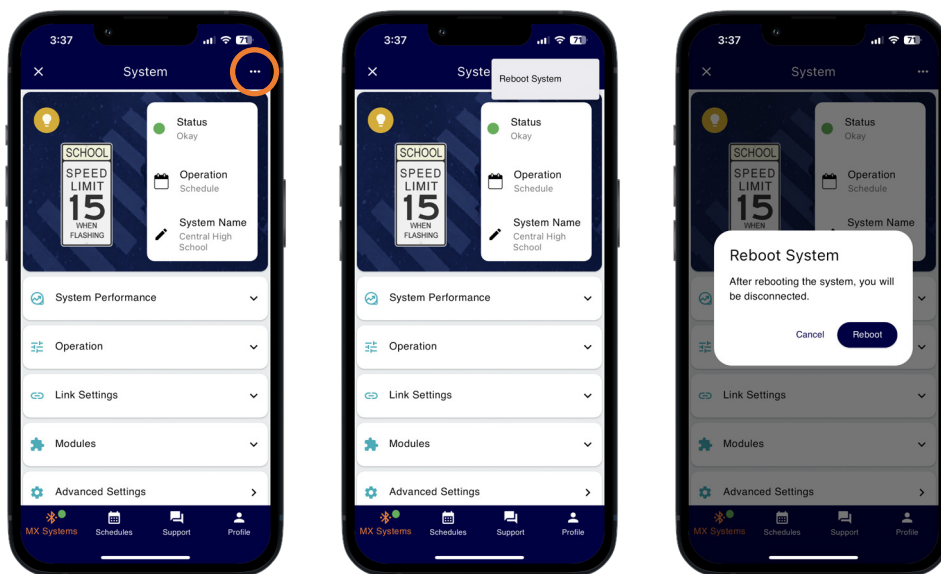 3:37
71
System
SCHOOL
SPEED
LIMIT
15
WHEN
FLASHING
Status
Okay
Operation
Schedule
System Name
Central High
School
System Performance
Operation
Link Settings
Modules
Advanced Settings
MX Systems
Schedules
Support
Profile
3:37
71
Syste
Reboot System
SCHOOL
SPEED
LIMIT
15
WHEN
FLASHING
Status
Okay
Operation
Schedule
System Name
Central High
School
System Performance
Operation
Link Settings
Modules
Advanced Settings
MX Systems
Schedules
Support
Profile
3:37
71
System
SCHOOL
SPEED
LIMIT
15
Status
Okay
Operation
Schedule
System Name
Reboot System
After rebooting the system, you will
be disconnected.
Cancel
Reboot
Link Settings
Modules
Advanced Settings
MX Systems
Schedules
Support
Profile